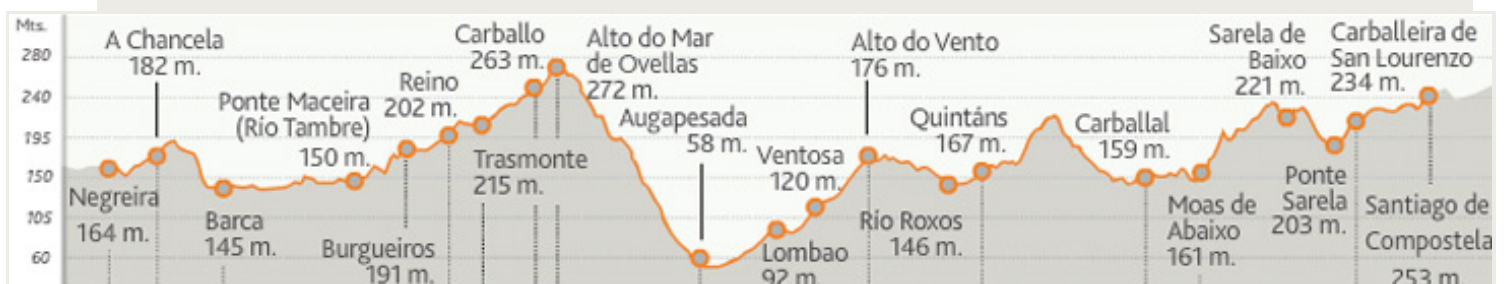 Mts.
280
240
195
150
105
60
Negreira
164 m.
A Chancela
182 m.
Barca
145 m.
Ponte Maceira
(Río Tambre)
150 m.
Burgueiros
191 m.
Reino
202 m.
Trasmonte
215 m.
Carballo
263 m.
Alto do Mar
de Ovellas
272 m.
Augapesada
58 m.
Lombao
92 m.
Ventosa
120 m.
Alto do Vento
176 m.
Río Roxos
146 m.
Quintáns
167 m.
Carballal
159 m.
Moas de
Abaixo
161 m.
Sarela de
Baixo
221 m.
Ponte
Sarela
203 m.
Carballeira de
San Lourenzo
234 m.
Santiago de
Compostela
253 m.